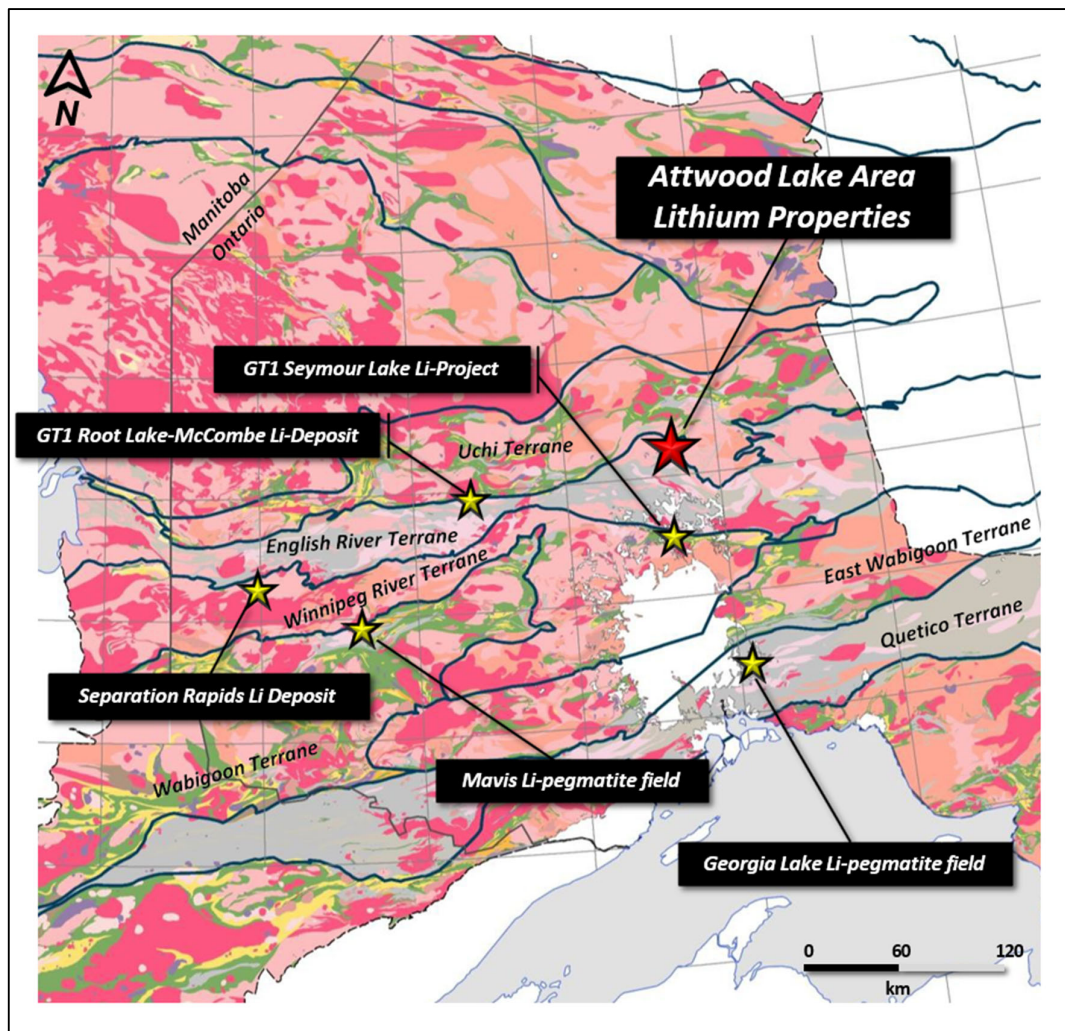 N
Manitoba
Ontario
Attwood Lake Area
Lithium Properties
GT1 Seymour Lake Li-Project
GT1 Root Lake-McCombe Li-Deposit
Uchi Terrane
English River Terrane
Winnipeg River Terrane
East Wabigoon Terrane
Quetico Terrane
Separation Rapids Li Deposit
Wabigoon Terrane
Mavis Li-pegmatite field
Georgia Lake Li-pegmatite field
0 60 120
km